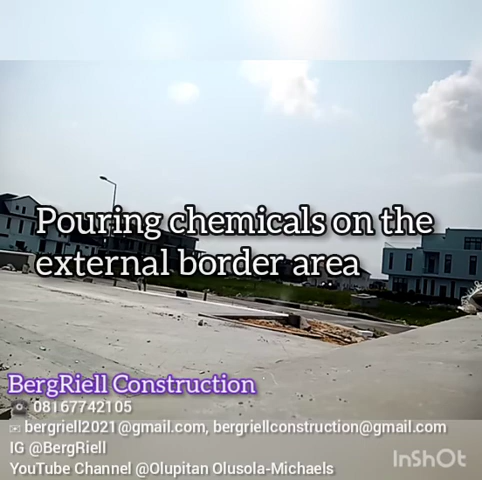 Pouring chemicals on the
external border area
BergRiell Construction
08167742105
bergriell2021@gmail.com, bergriellconstruction@gmail.com
IG @BergRiell
YouTube Channel @Olupitan Olusola-Michaels
InShOt